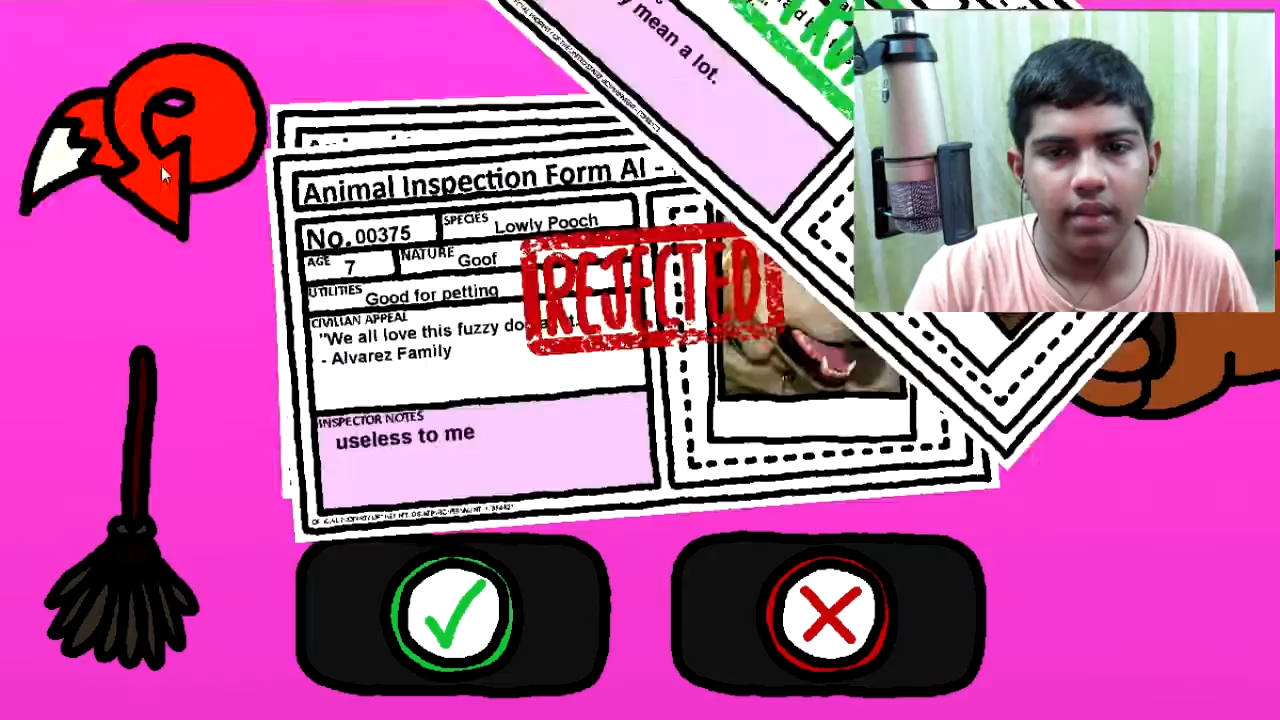 y mean a lot.
Animal Inspection Form AI -
No. 00375
SPECIES Lowly Pooch
AGE 7
NATURE Goof
UTILITIES Good for petting
CIVILIAN APPEAL
"We all love this fuzzy do
- Alvarez Family
REJECTED
INSPECTOR NOTES
useless to me